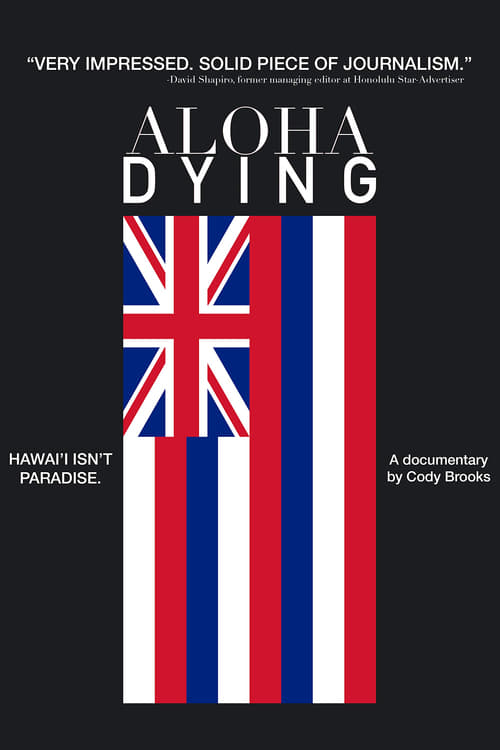 “VERY IMPRESSED. SOLID PIECE OF JOURNALISM.”
-David Shapiro, former managing editor at Honolulu Star-Advertiser
ALOHA
DYING
HAWAI’I ISN’T
PARADISE.
A documentary
by Cody Brooks